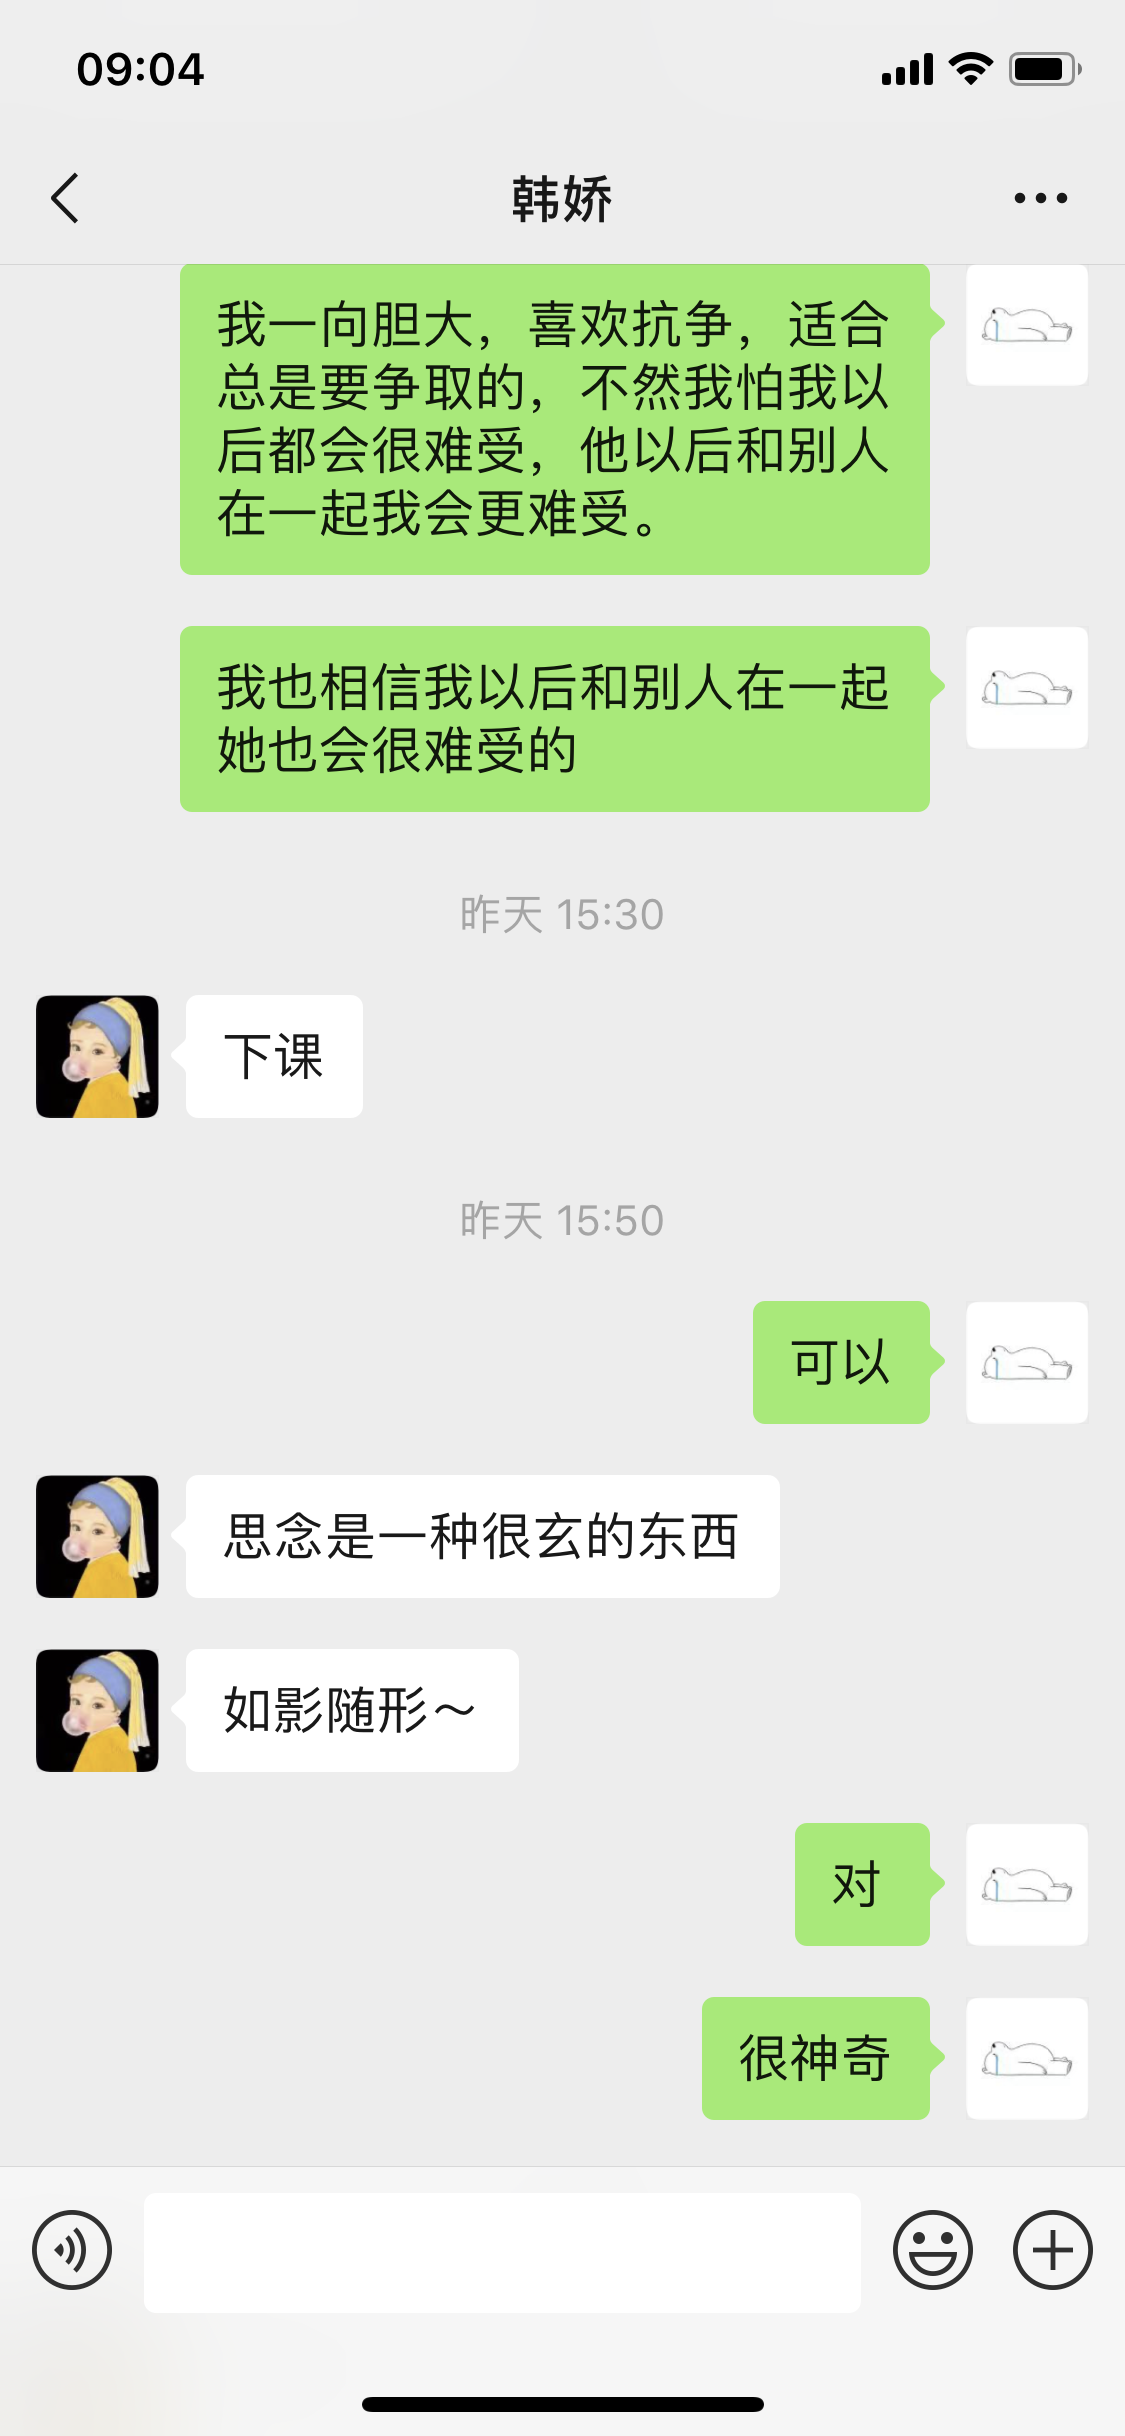 09:04
韩娇
我一向胆大，喜欢抗争，适合
总是要争取的，不然我怕我以
后都会很难受，他以后和别人
在一起我会更难受。
我也相信我以后和别人在一起
她也会很难受的
昨天 15:30
下课
昨天 15:50
可以
思念是一种很玄的东西
如影随形～
对
很神奇